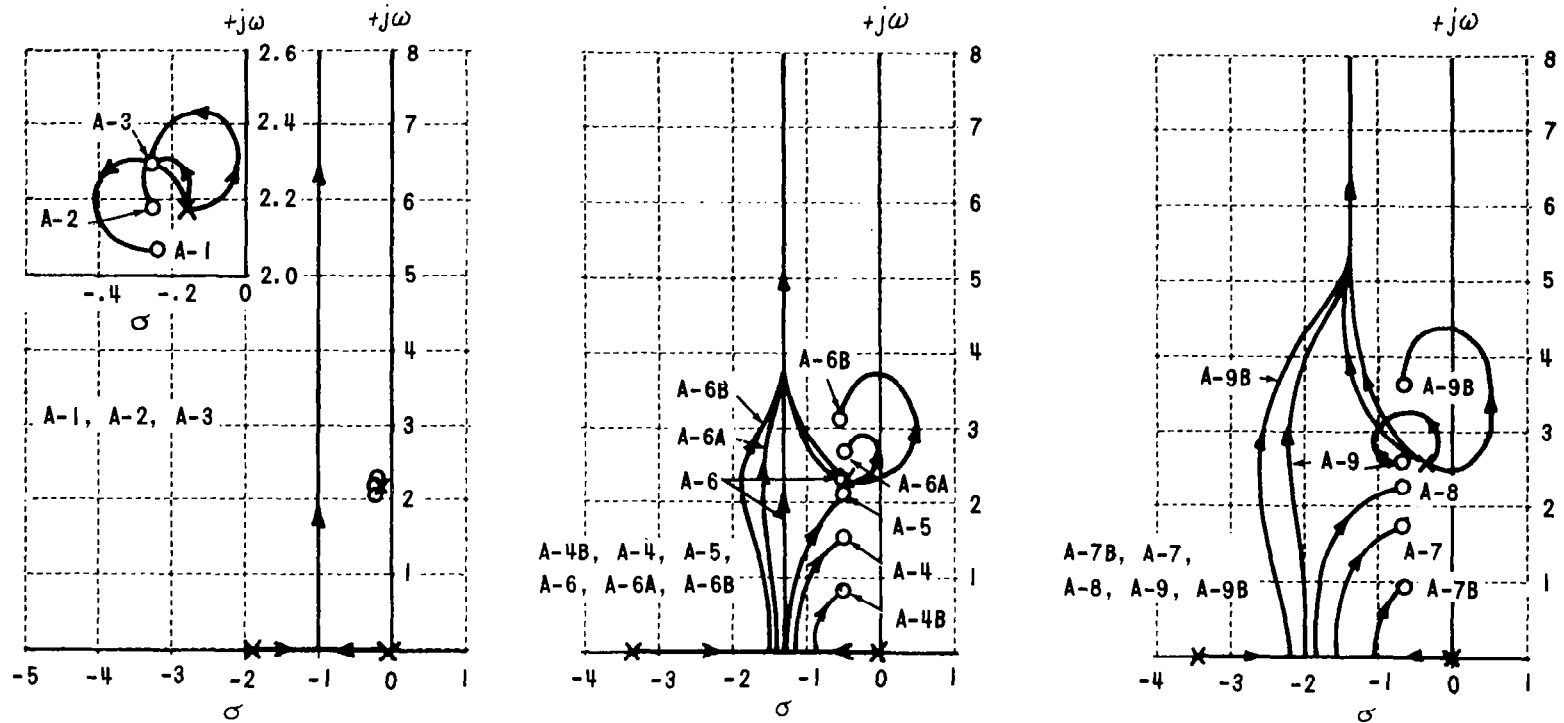 +jω
+jω
2.6
8
A-3
2.4
7
2.2
6
A-2
A-1
2.0
5
-.4
-.2
0
σ
4
A-1, A-2, A-3
3
2
1
-5
-4
-3
-2
-1
0
1
σ
+jω
8
7
6
5
4
A-6B
A-6B
3
A-6A
A-6
A-6A
2
A-5
A-4B, A-4, A-5,
A-4
A-6, A-6A, A-6B
1
A-4B
-4
-3
-2
-1
0
1
σ
+jω
8
7
6
5
4
A-9B
A-9B
3
A-9
A-8
2
A-7B, A-7,
A-7
A-8, A-9, A-9B
1
A-7B
-4
-3
-2
-1
0
1
σ